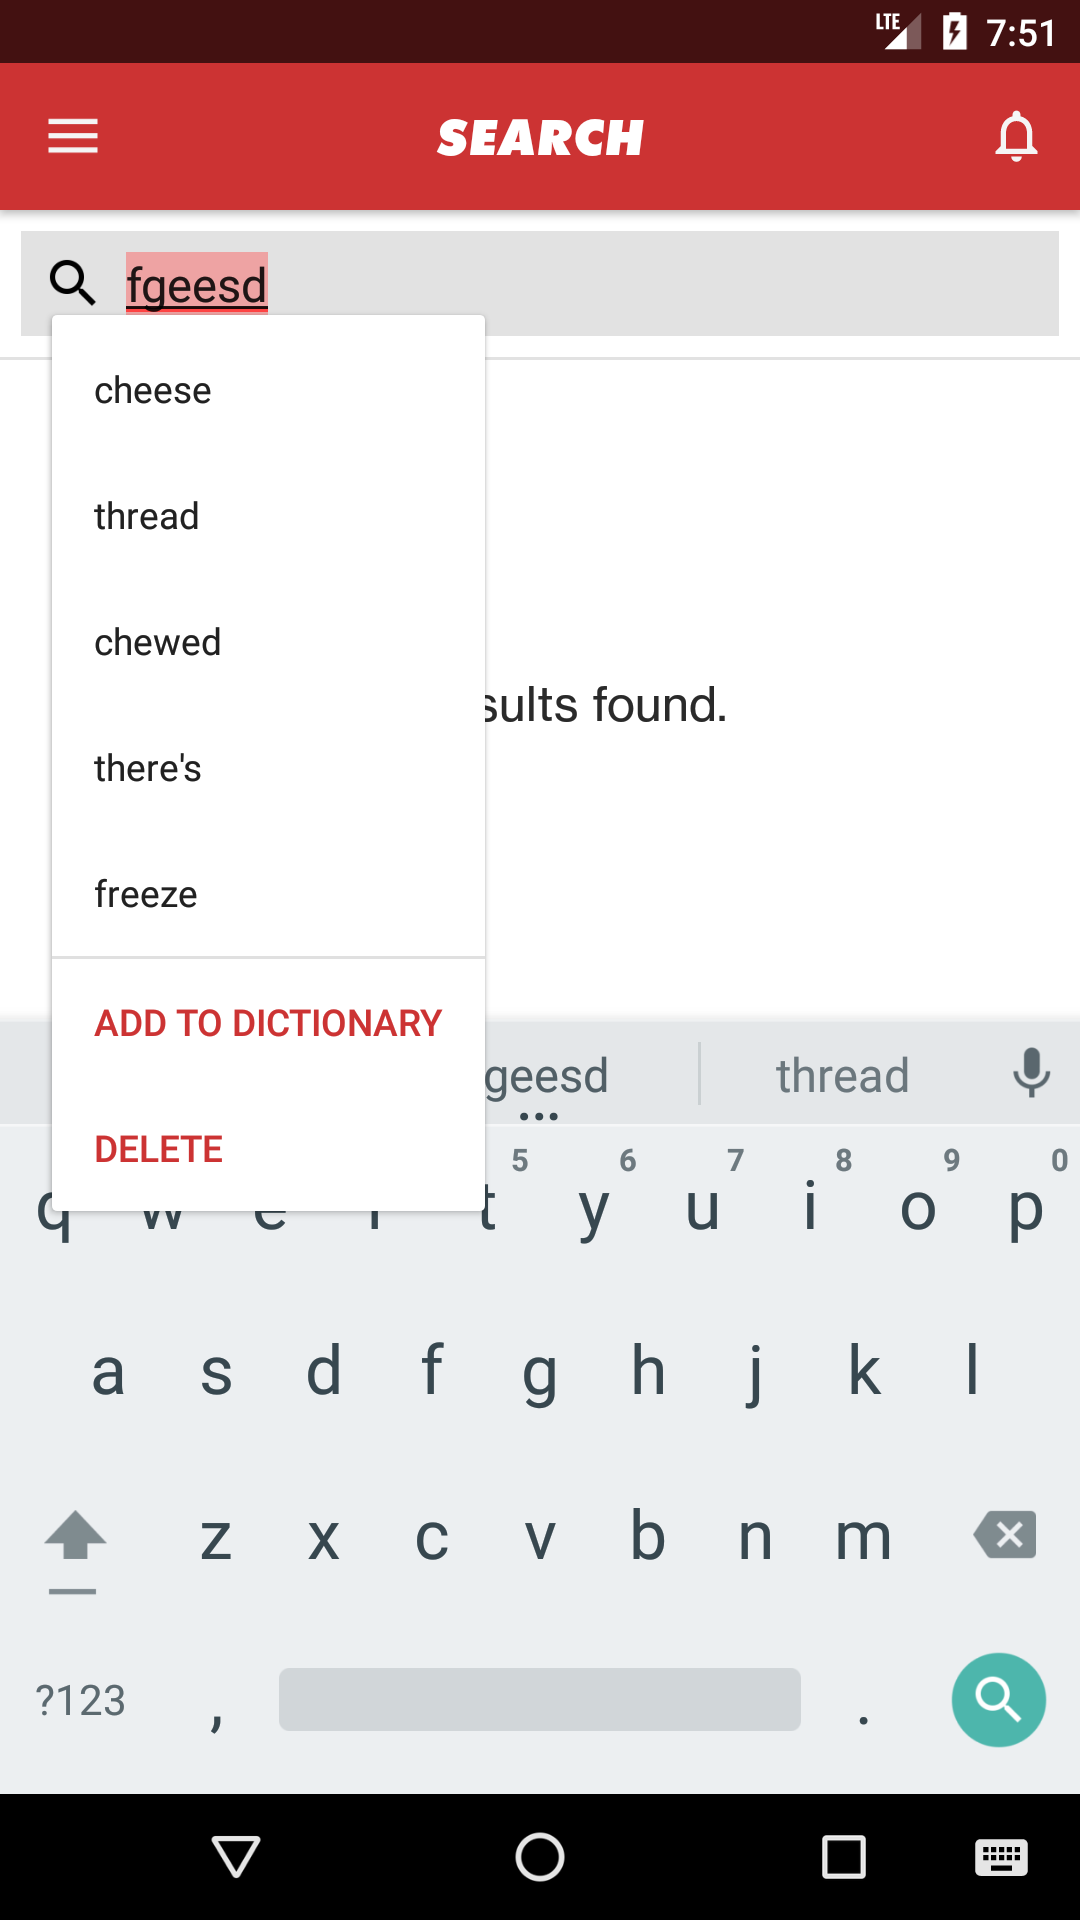 LTE 7:51
SEARCH
fgeesd
cheese
thread
chewed
sults found.
there's
freeze
ADD TO DICTIONARY
geesd thread
DELETE
5 6 7 8 9 0
q w e r t y u i o p
a s d f g h j k l
z x c v b n m
?123 , .